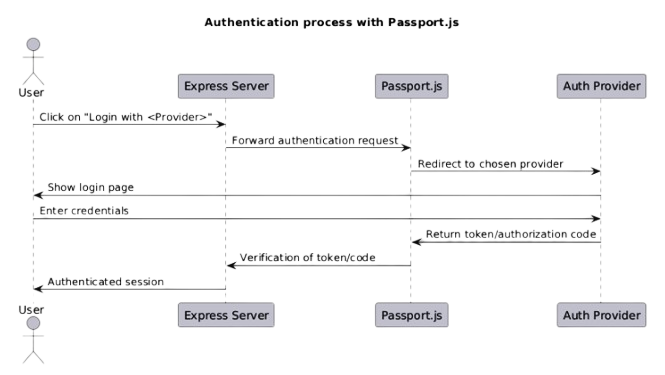 Authentication process with Passport.js
User
Express Server
Passport.js
Auth Provider
Click on "Login with <Provider>"
Forward authentication request
Redirect to chosen provider
Show login page
Enter credentials
Return token/authorization code
Verification of token/code
Authenticated session
User
Express Server
Passport.js
Auth Provider